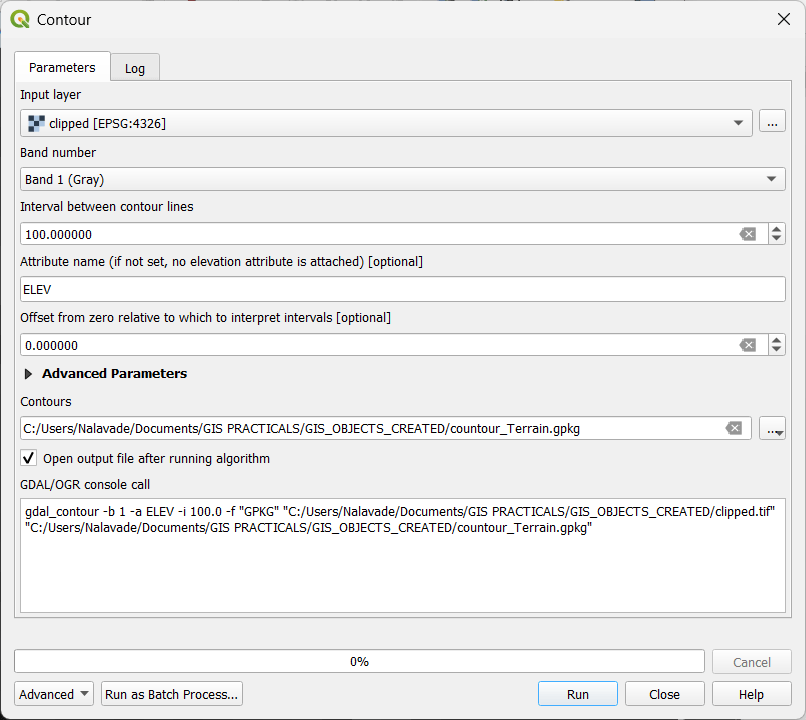 Contour
Parameters
Log
Input layer
clipped [EPSG:4326]
...
Band number
Band 1 (Gray)
Interval between contour lines
100.000000
Attribute name (if not set, no elevation attribute is attached) [optional]
ELEV
Offset from zero relative to which to interpret intervals [optional]
0.000000
Advanced Parameters
Contours
C:/Users/Nalavade/Documents/GIS PRACTICALS/GIS_OBJECTS_CREATED/countour_Terrain.gpkg
...
Open output file after running algorithm
GDAL/OGR console call
gdal_contour -b 1 -a ELEV -i 100.0 -f "GPKG" "C:/Users/Nalavade/Documents/GIS PRACTICALS/GIS_OBJECTS_CREATED/clipped.tif"
"C:/Users/Nalavade/Documents/GIS PRACTICALS/GIS_OBJECTS_CREATED/countour_Terrain.gpkg"
0%
Cancel
Advanced
Run as Batch Process...
Run
Close
Help